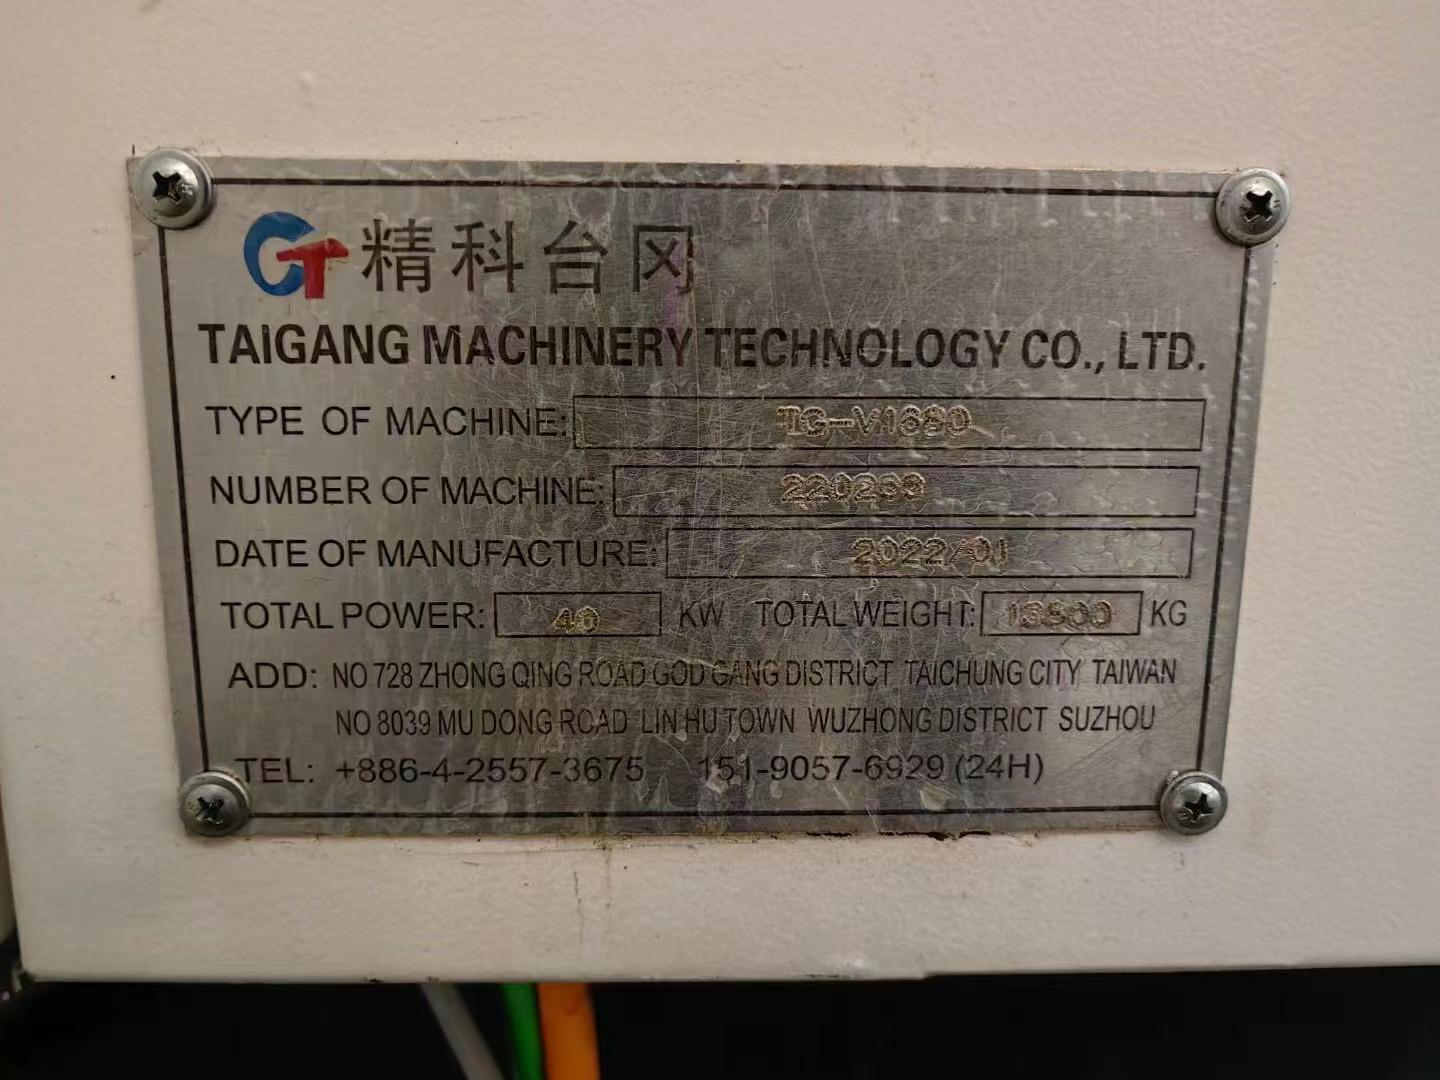 GT 精科台冈
TAIGANG MACHINERY TECHNOLOGY CO., LTD.
TYPE OF MACHINE: TG-V1680
NUMBER OF MACHINE: 220239
DATE OF MANUFACTURE: 2022/01
TOTAL POWER: 40 KW TOTAL WEIGHT: 13800 KG
ADD: NO 728 ZHONG QING ROAD GOD GANG DISTRICT TAICHUNG CITY TAIWAN
NO 8039 MU DONG ROAD LIN HU TOWN WUZHONG DISTRICT SUZHOU
TEL: +886-4-2557-3675 151-9057-6929 (24H)